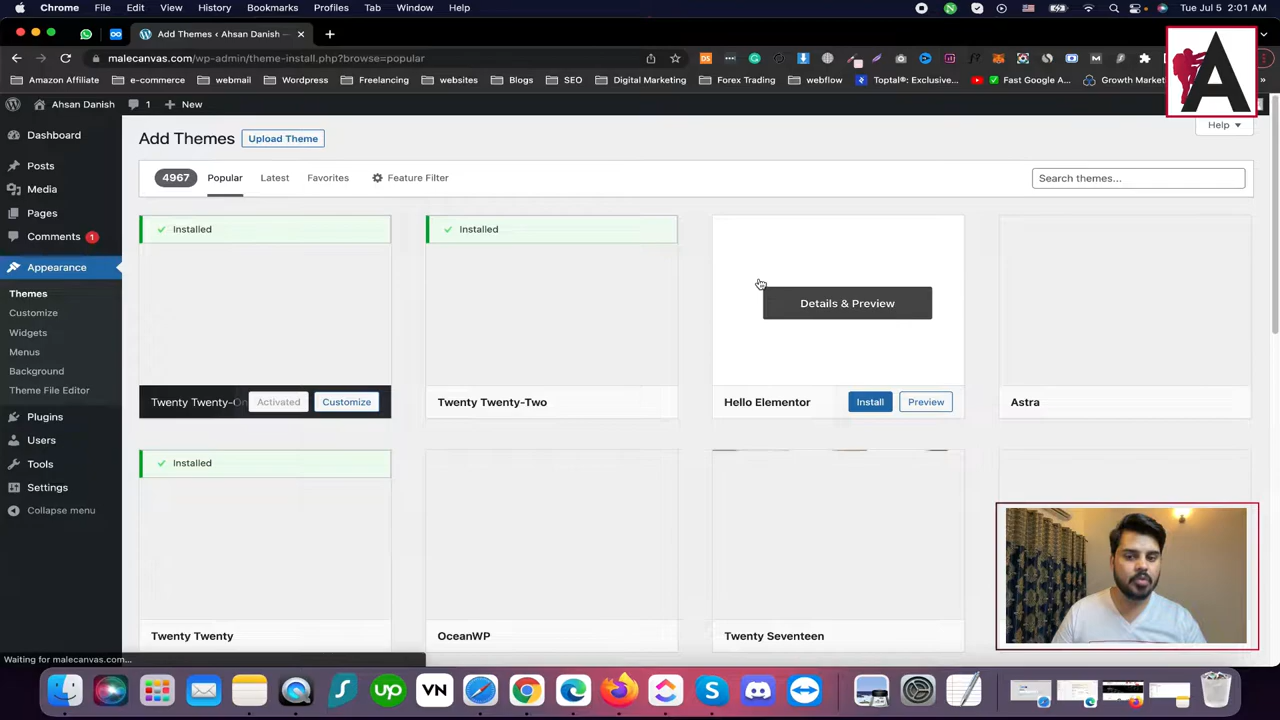 Chrome File Edit View History Bookmarks Profiles Tab Window Help Tue Jul 5 2:01 AM
Add Themes ‹ Ahsan Danish —
malecanvas.com/wp-admin/theme-install.php?browse=popular
Amazon Affiliate e-commerce webmail Wordpress Freelancing websites Blogs SEO Digital Marketing Forex Trading webflow Toptal®: Exclusive... Fast Google A... Growth Market
Ahsan Danish 1 New
A
Help
Dashboard
Posts
Media
Pages
Comments 1
Appearance
Themes
Customize
Widgets
Menus
Background
Theme File Editor
Plugins
Users
Tools
Settings
Collapse menu
Add Themes Upload Theme
4967 Popular Latest Favorites Feature Filter Search themes...
Installed
Twenty Twenty-On Activated Customize
Installed
Twenty Twenty-Two
Details & Preview
Hello Elementor Install Preview
Astra
Installed
Twenty Twenty
OceanWP
Twenty Seventeen
Waiting for malecanvas.com...
up
VN
S